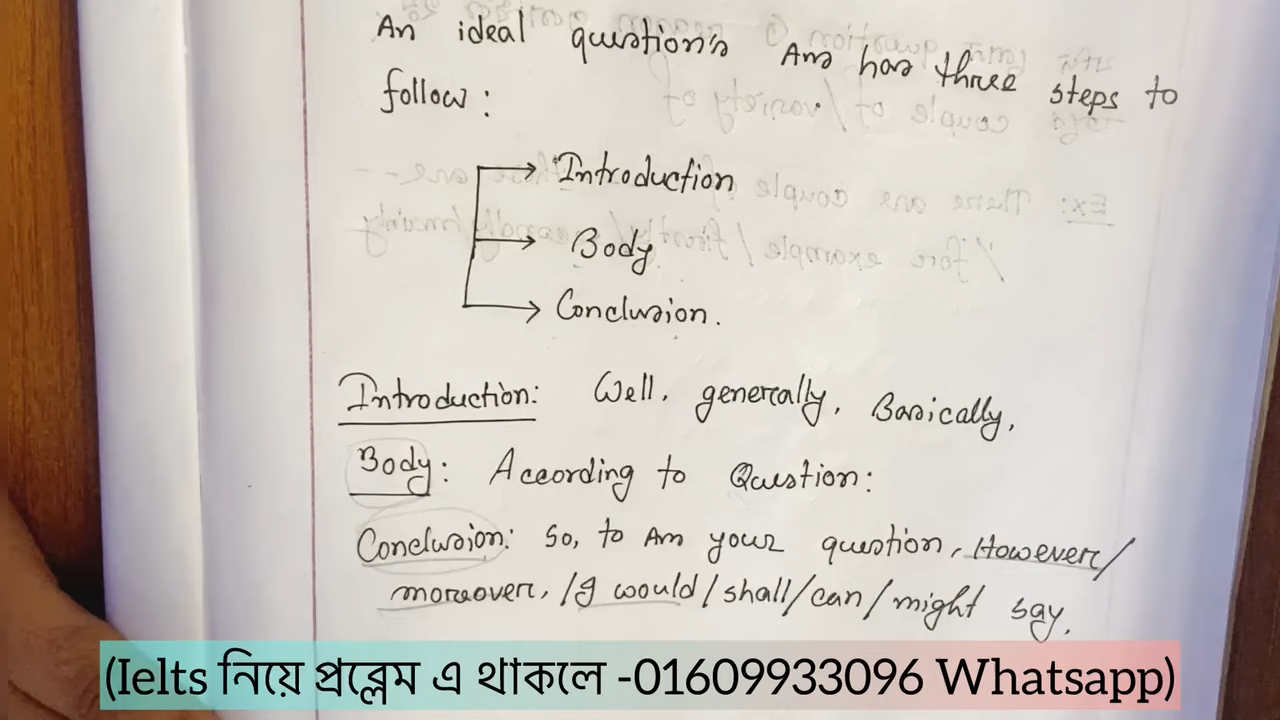 An ideal question's Ans has three steps to
follow:
Introduction
Body
Conclusion.
Introduction: Well, generally, Basically,
Body: According to Question:
Conclusion: So, to Ans your question, However/
moreover, /I would/shall/can/might say.
(Ielts নিয়ে প্রব্লেম এ থাকলে -01609933096 Whatsapp)